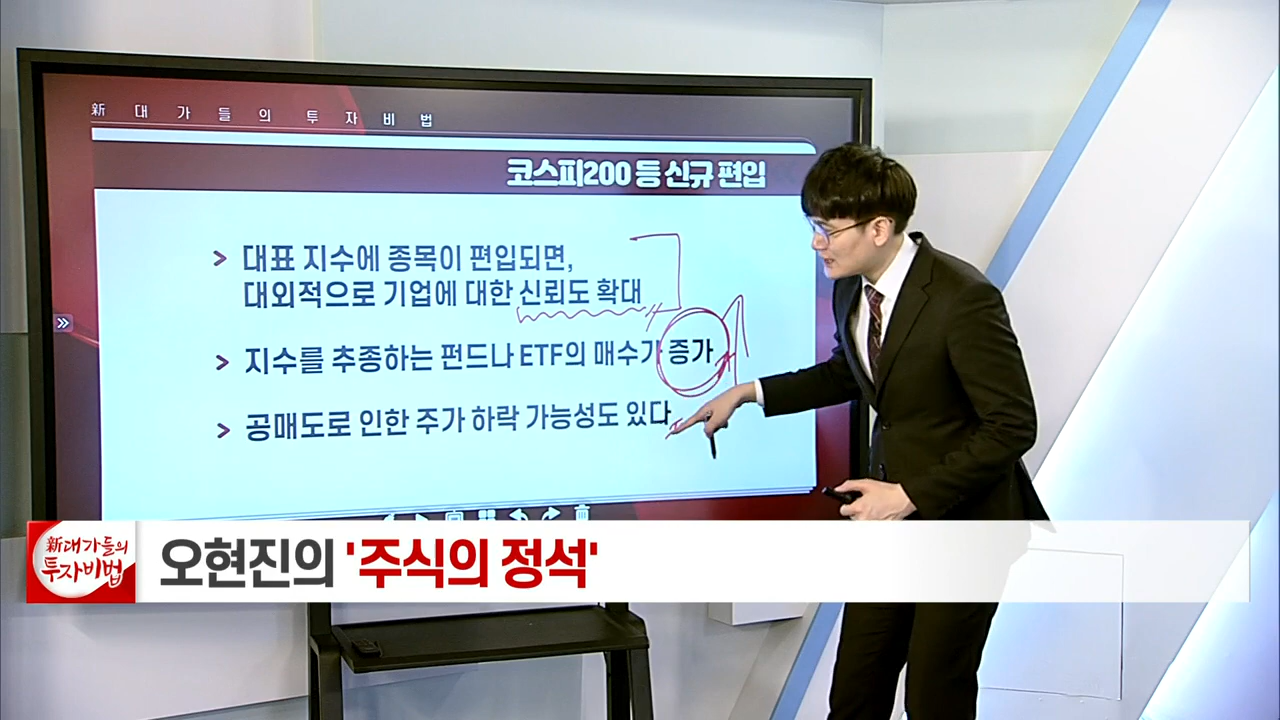 新 대가들의 투자비법
코스피200 등 신규 편입
> 대표 지수에 종목이 편입되면,
대외적으로 기업에 대한 신뢰도 확대
> 지수를 추종하는 펀드나 ETF의 매수가 증가
> 공매도로 인한 주가 하락 가능성도 있다
新대가들의
투자비법
오현진의 '주식의 정석'